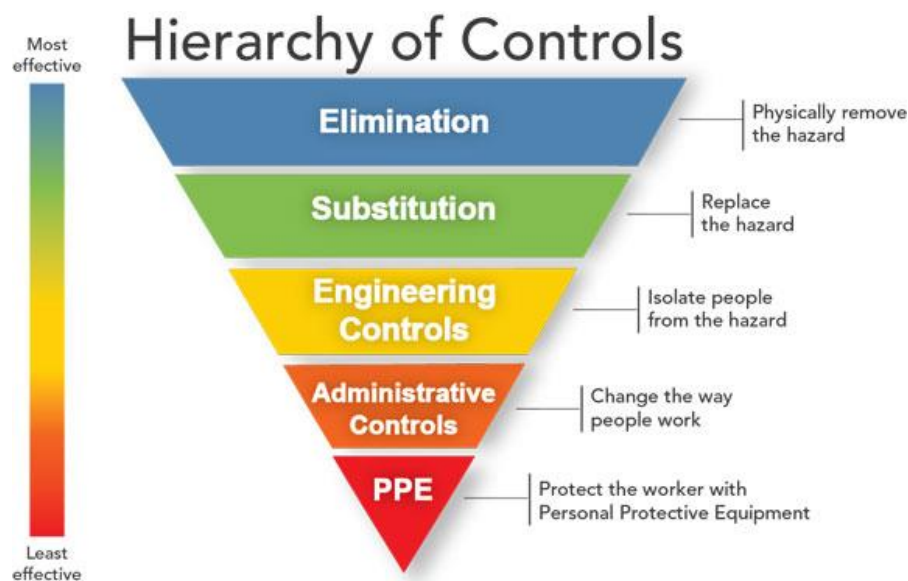 Hierarchy of Controls
Most
effective
Elimination
Physically remove
the hazard
Substitution
Replace
the hazard
Engineering
Controls
Isolate people
from the hazard
Administrative
Controls
Change the way
people work
PPE
Protect the worker with
Personal Protective Equipment
Least
effective